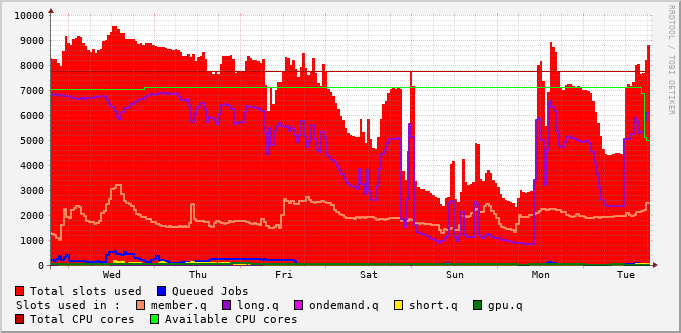 10000
9000
8000
7000
6000
5000
4000
3000
2000
1000
0
Wed Thu Fri Sat Sun Mon Tue
RRDTOOL / TOBI OETIKER
Total slots used Queued Jobs
Slots used in : member.q long.q ondemand.q short.q gpu.q
Total CPU cores Available CPU cores